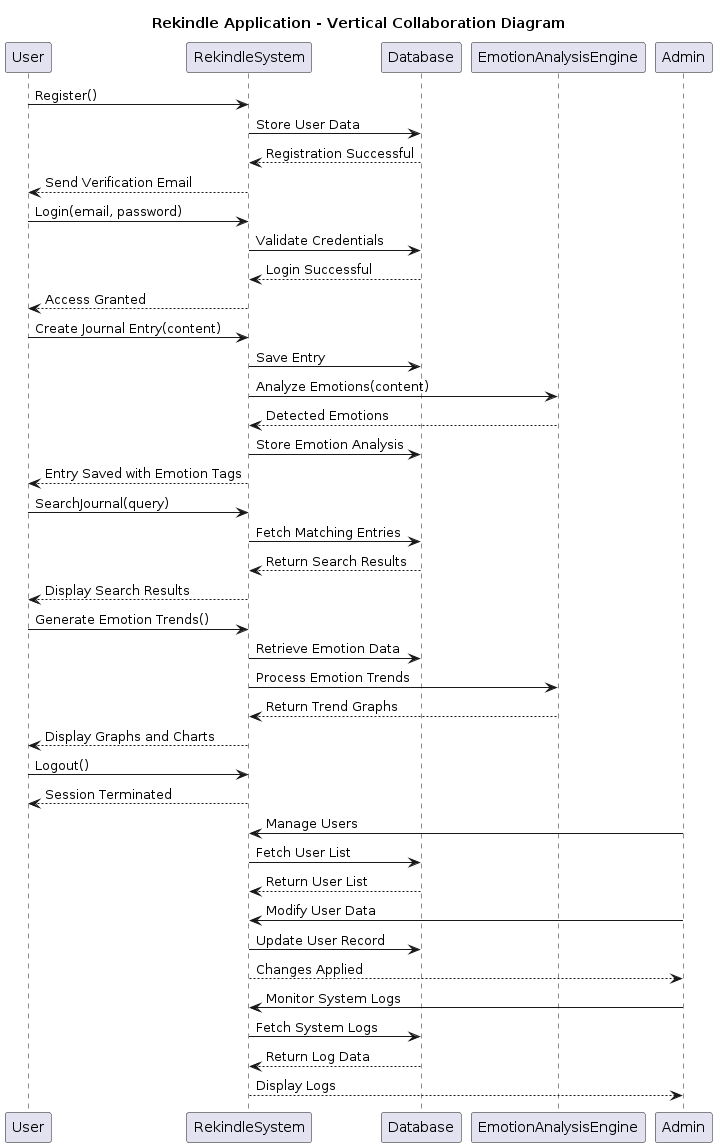 Rekindle Application - Vertical Collaboration Diagram
User
RekindleSystem
Database
EmotionAnalysisEngine
Admin
Register()
Store User Data
Registration Successful
Send Verification Email
Login(email, password)
Validate Credentials
Login Successful
Access Granted
Create Journal Entry(content)
Save Entry
Analyze Emotions(content)
Detected Emotions
Store Emotion Analysis
Entry Saved with Emotion Tags
SearchJournal(query)
Fetch Matching Entries
Return Search Results
Display Search Results
Generate Emotion Trends()
Retrieve Emotion Data
Process Emotion Trends
Return Trend Graphs
Display Graphs and Charts
Logout()
Session Terminated
Manage Users
Fetch User List
Return User List
Modify User Data
Update User Record
Changes Applied
Monitor System Logs
Fetch System Logs
Return Log Data
Display Logs
User
RekindleSystem
Database
EmotionAnalysisEngine
Admin